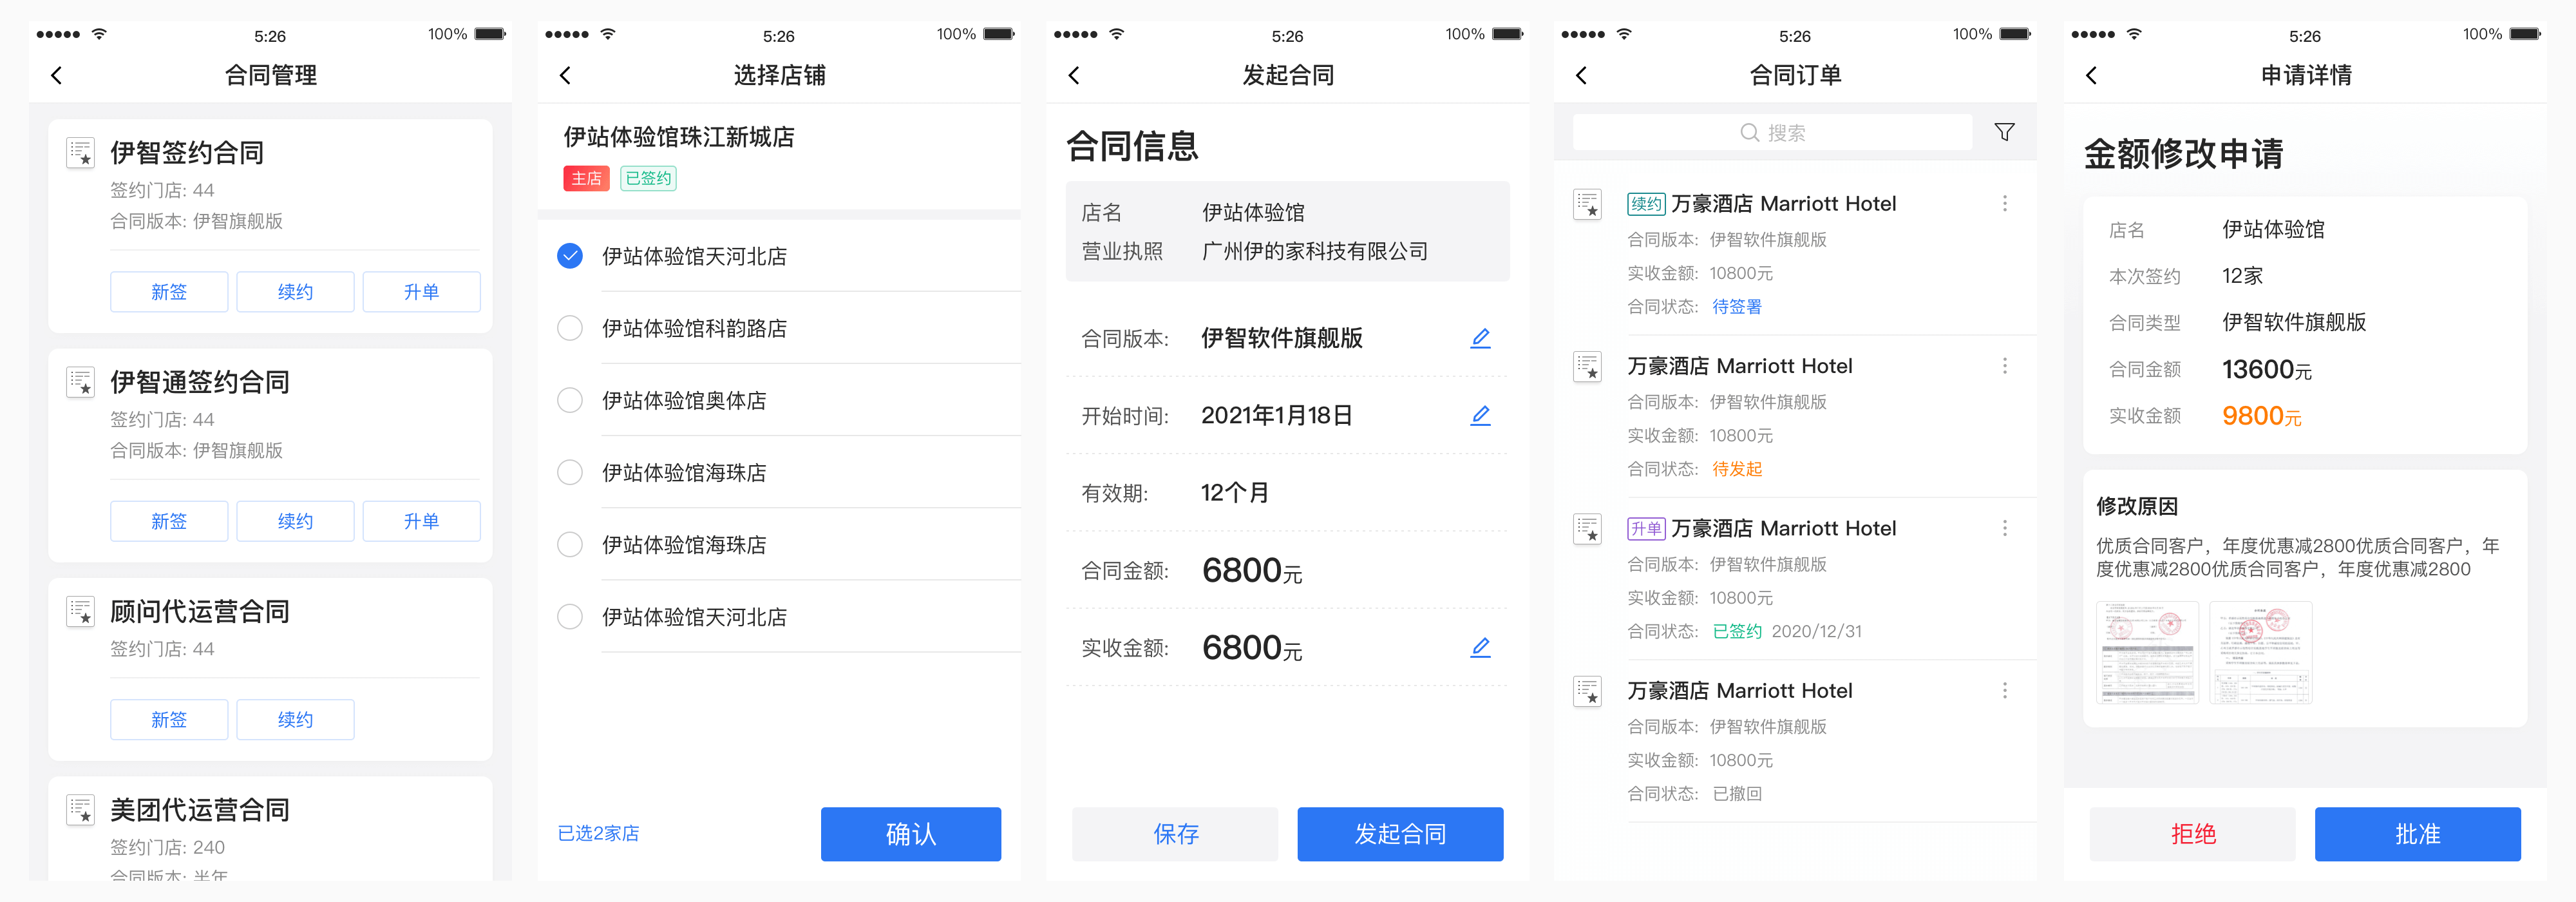 5:26
100%
合同管理
伊智签约合同
签约门店: 44
合同版本: 伊智旗舰版
新签
续约
升单
伊智通签约合同
签约门店: 44
合同版本: 伊智旗舰版
新签
续约
升单
顾问代运营合同
签约门店: 44
新签
续约
美团代运营合同
签约门店: 240
合同版本: 半年
5:26
100%
选择店铺
伊站体验馆珠江新城店
主店
已签约
伊站体验馆天河北店
伊站体验馆科韵路店
伊站体验馆奥体店
伊站体验馆海珠店
伊站体验馆海珠店
伊站体验馆天河北店
已选2家店
确认
5:26
100%
发起合同
合同信息
店名 伊站体验馆
营业执照 广州伊的家科技有限公司
合同版本: 伊智软件旗舰版
开始时间: 2021年1月18日
有效期: 12个月
合同金额: 6800元
实收金额: 6800元
保存
发起合同
5:26
100%
合同订单
搜索
续约 万豪酒店 Marriott Hotel
合同版本: 伊智软件旗舰版
实收金额: 10800元
合同状态: 待签署
万豪酒店 Marriott Hotel
合同版本: 伊智软件旗舰版
实收金额: 10800元
合同状态: 待发起
升单 万豪酒店 Marriott Hotel
合同版本: 伊智软件旗舰版
实收金额: 10800元
合同状态: 已签约 2020/12/31
万豪酒店 Marriott Hotel
合同版本: 伊智软件旗舰版
实收金额: 10800元
合同状态: 已撤回
5:26
100%
申请详情
金额修改申请
店名 伊站体验馆
本次签约 12家
合同类型 伊智软件旗舰版
合同金额 13600元
实收金额 9800元
修改原因
优质合同客户，年度优惠减2800优质合同客户，年
度优惠减2800优质合同客户，年度优惠减2800
拒绝
批准